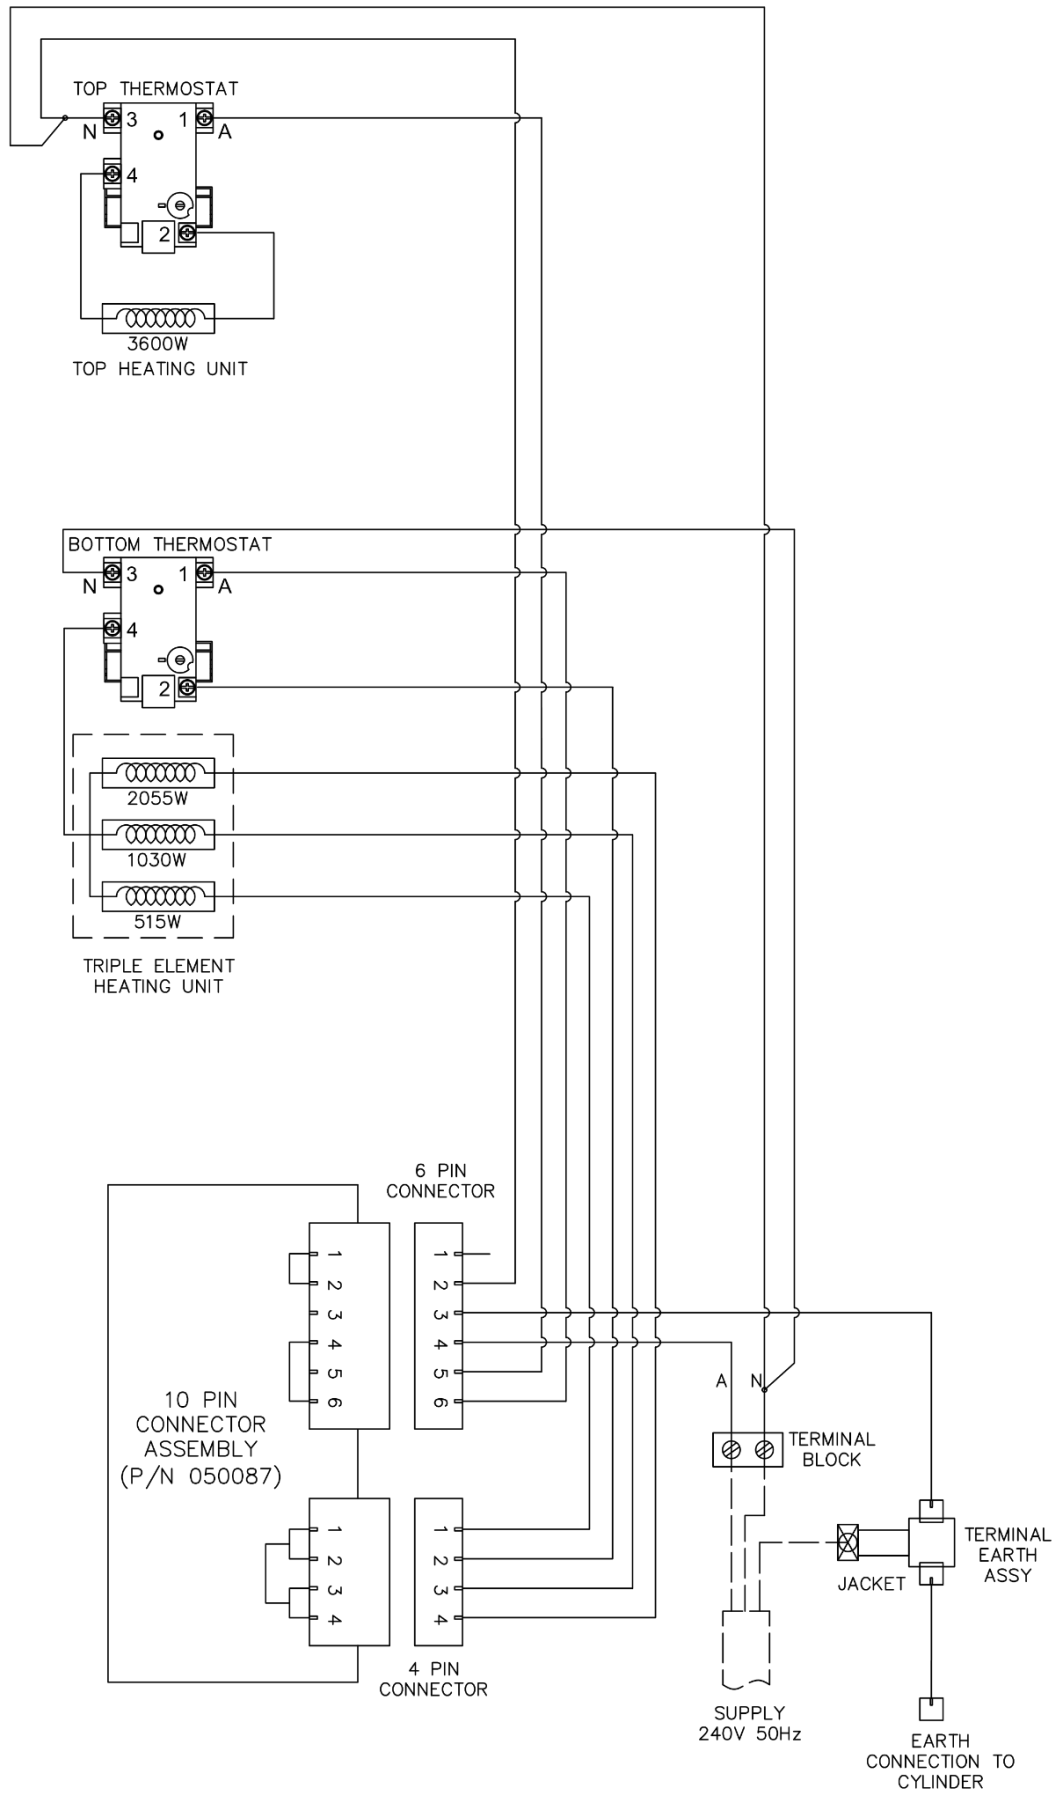 TOP THERMOSTAT
3 1
N A
4
2
3600W
TOP HEATING UNIT
BOTTOM THERMOSTAT
3 1
N A
4
2
2055W
1030W
515W
TRIPLE ELEMENT
HEATING UNIT
6 PIN
CONNECTOR
1 1
2 2
3 3
4 4
5 5
6 6
A N
10 PIN
CONNECTOR
ASSEMBLY
(P/N 050087)
TERMINAL
BLOCK
1 1
2 2
3 3
4 4
TERMINAL
EARTH
ASSY
JACKET
4 PIN
CONNECTOR
SUPPLY
240V 50Hz
EARTH
CONNECTION TO
CYLINDER